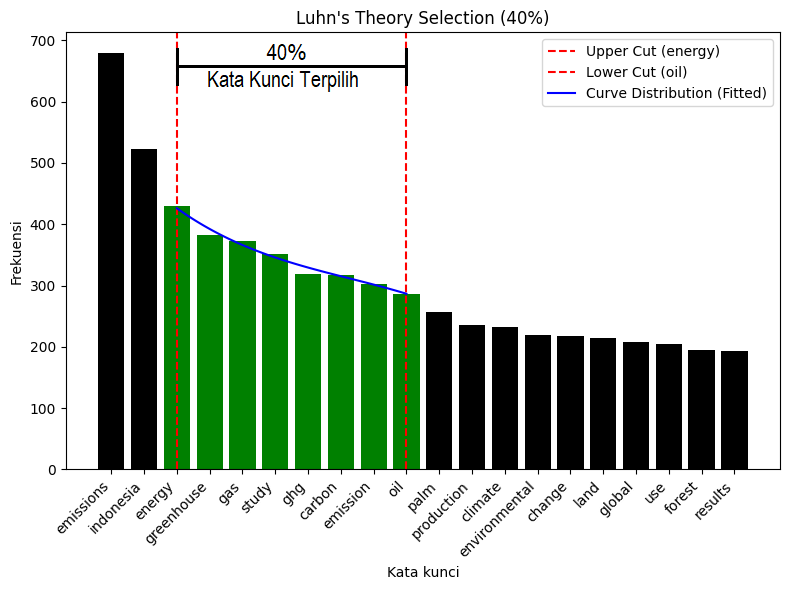 Luhn's Theory Selection (40%)
40%
Kata Kunci Terpilih
Upper Cut (energy)
Lower Cut (oil)
Curve Distribution (Fitted)
Frekuensi
700
600
500
400
300
200
100
0
emissions
indonesia
energy
greenhouse
gas
study
ghg
carbon
emission
oil
palm
production
climate
environmental
change
land
global
use
forest
results
Kata kunci